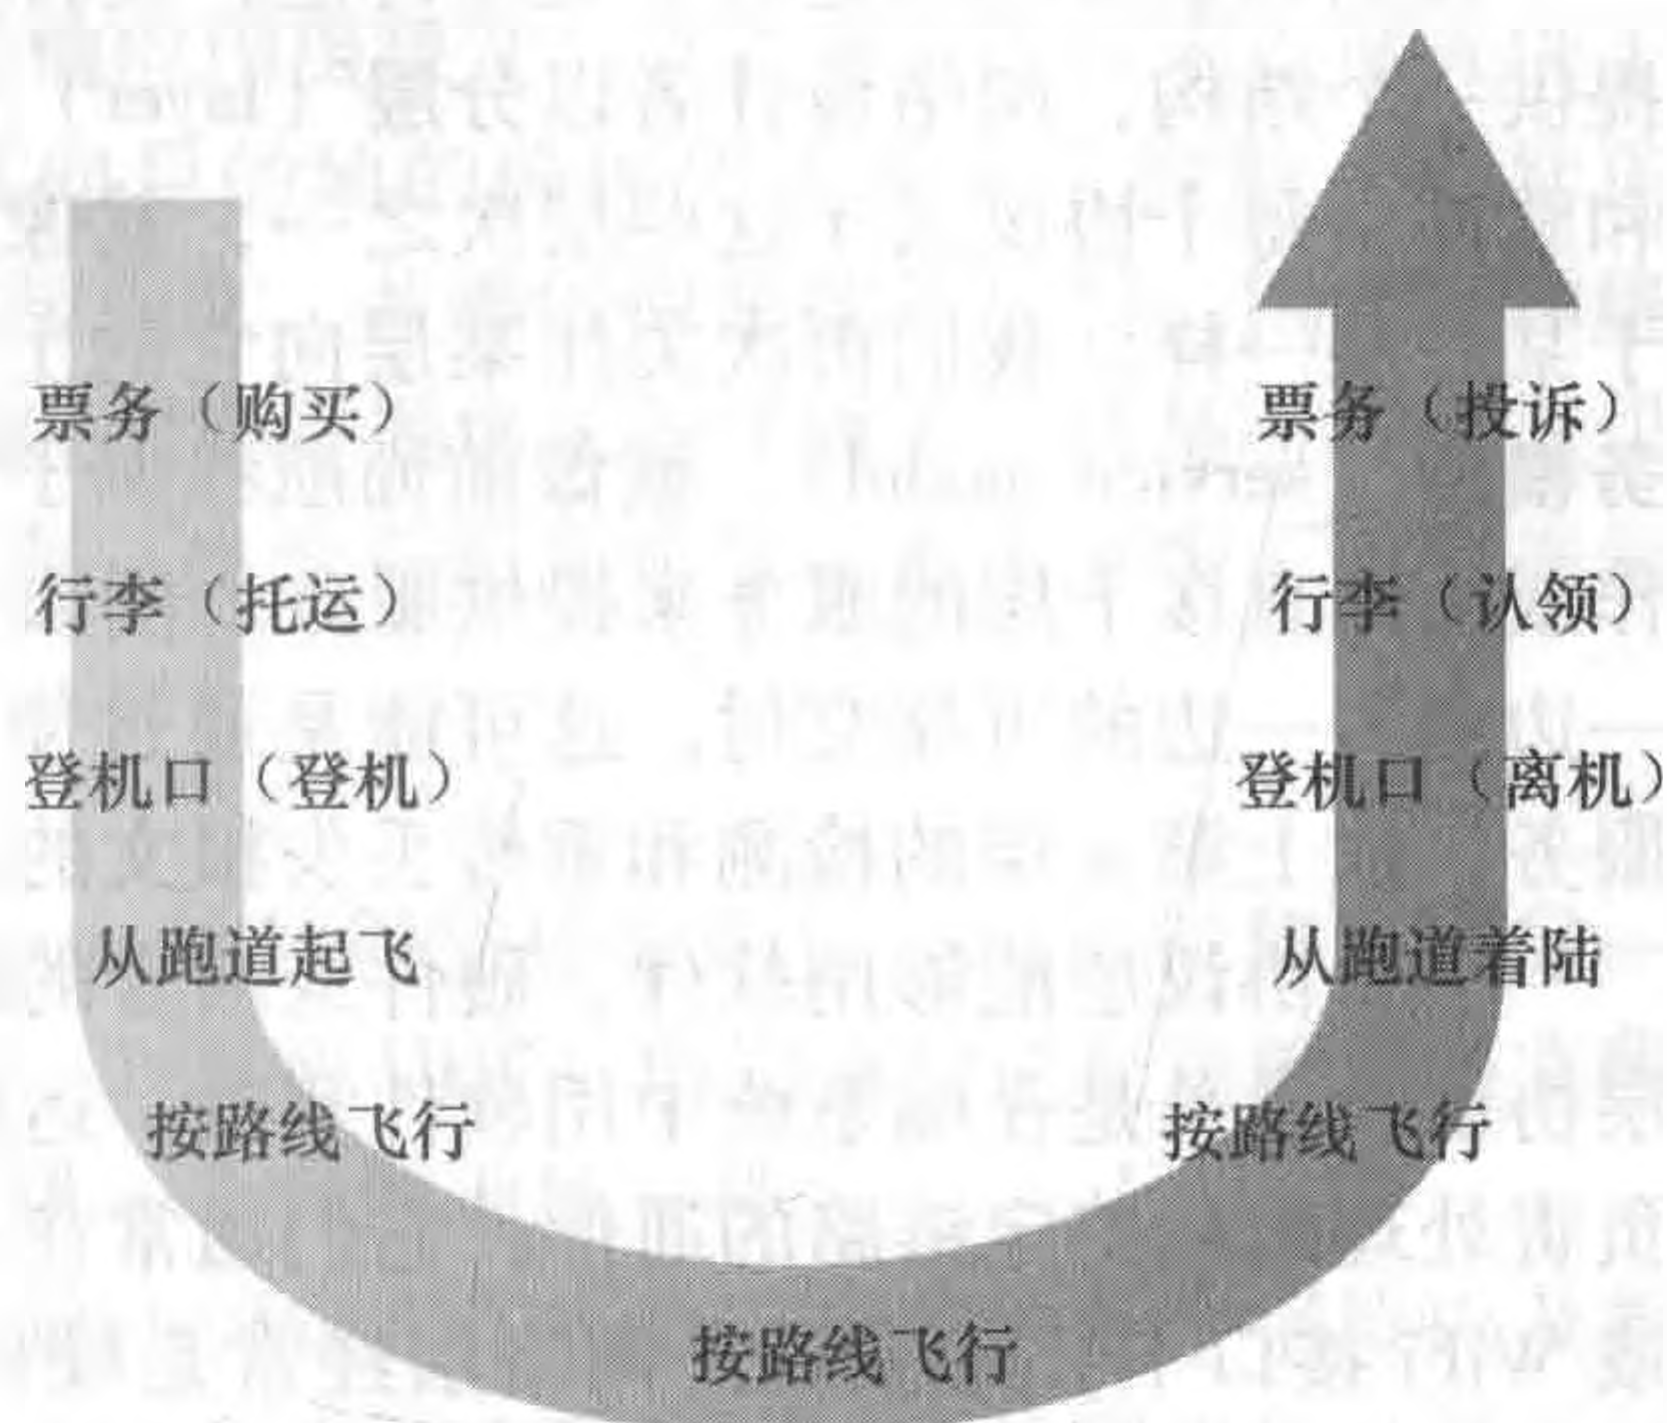 票务（购买）
行李（托运）
登机口（登机）
从跑道起飞
按路线飞行
按路线飞行
按路线飞行
从跑道着陆
登机口（离机）
行李（认领）
票务（投诉）